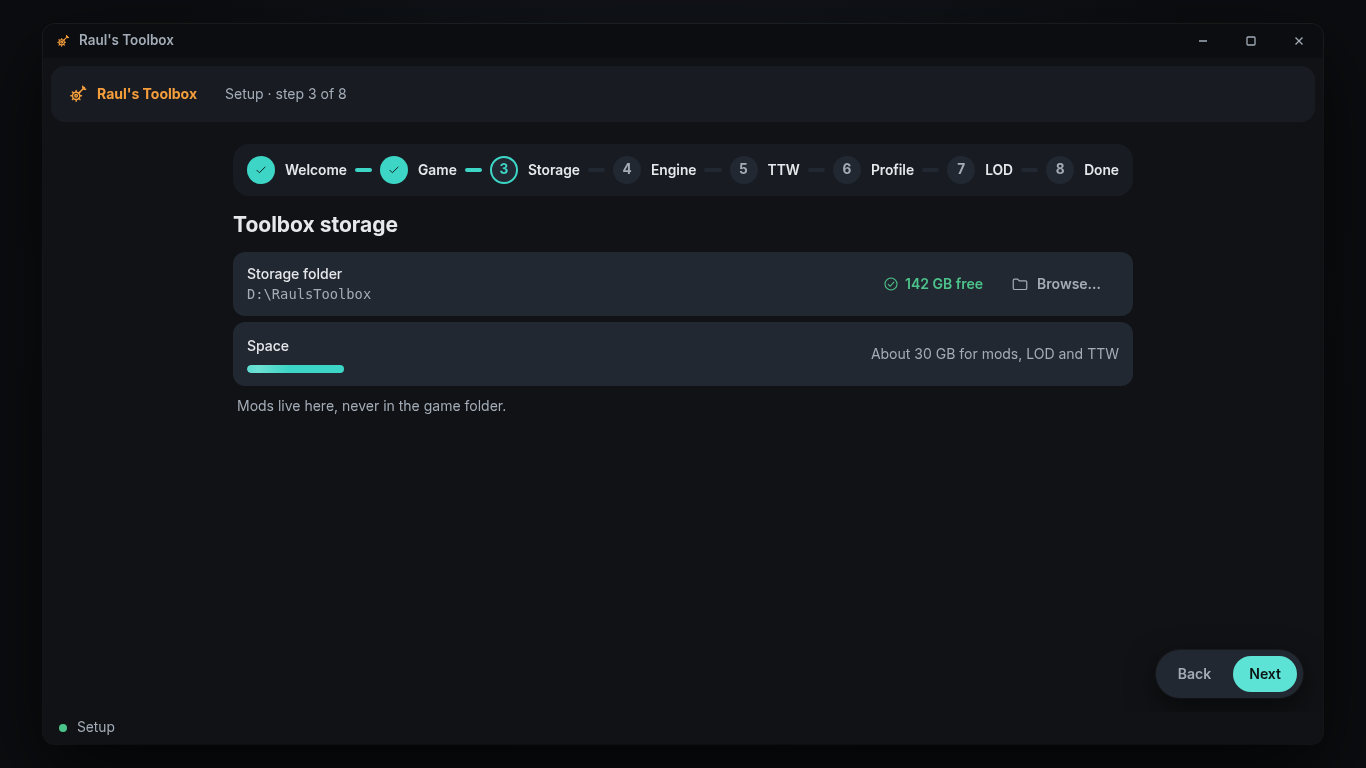 Raul's Toolbox
Raul's Toolbox Setup · step 3 of 8
Welcome Game 3 Storage 4 Engine 5 TTW 6 Profile 7 LOD 8 Done
Toolbox storage
Storage folder
D:\RaulsToolbox
142 GB free Browse...
Space
About 30 GB for mods, LOD and TTW
Mods live here, never in the game folder.
Back Next
Setup